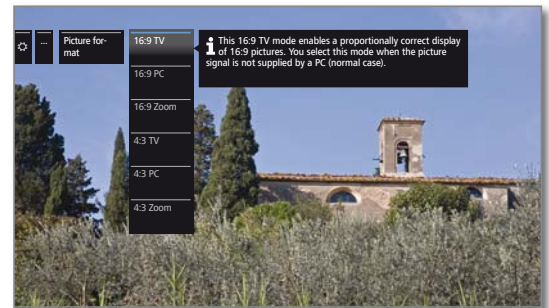 ...
Picture for-
mat
16:9 TV
16:9 PC
16:9 Zoom
4:3 TV
4:3 PC
4:3 Zoom
i This 16:9 TV mode enables a proportionally correct display
of 16:9 pictures. You select this mode when the picture
signal is not supplied by a PC (normal case).